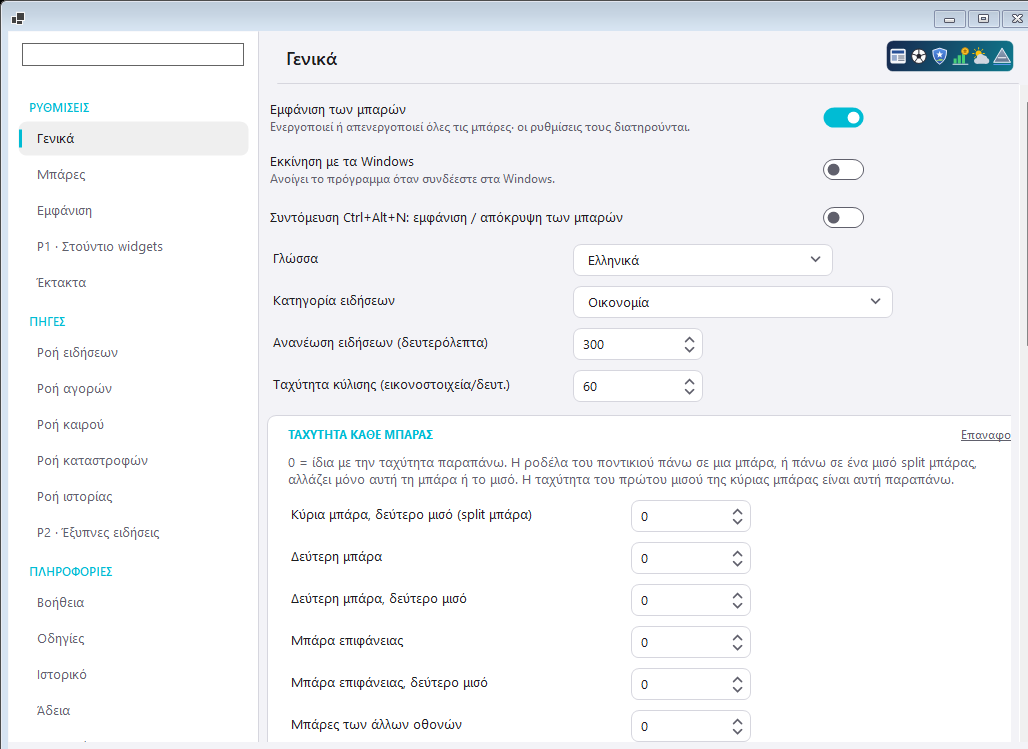 Γενικά
ΡΥΘΜΙΣΕΙΣ
Γενικά
Μπάρες
Εμφάνιση
P1 · Στούντιο widgets
Έκτακτα
ΠΗΓΕΣ
Ροή ειδήσεων
Ροή αγορών
Ροή καιρού
Ροή καταστροφών
Ροή ιστορίας
P2 · Έξυπνες ειδήσεις
ΠΛΗΡΟΦΟΡΙΕΣ
Βοήθεια
Οδηγίες
Ιστορικό
Άδεια
Εμφάνιση των μπαρών
Ενεργοποιεί ή απενεργοποιεί όλες τις μπάρες· οι ρυθμίσεις τους διατηρούνται.
Εκκίνηση με τα Windows
Ανοίγει το πρόγραμμα όταν συνδέεστε στα Windows.
Συντόμευση Ctrl+Alt+N: εμφάνιση / απόκρυψη των μπαρών
Γλώσσα Ελληνικά
Κατηγορία ειδήσεων Οικονομία
Ανανέωση ειδήσεων (δευτερόλεπτα) 300
Ταχύτητα κύλισης (εικονοστοιχεία/δευτ.) 60
ΤΑΧΥΤΗΤΑ ΚΑΘΕ ΜΠΑΡΑΣ Επαναφο
0 = ίδια με την ταχύτητα παραπάνω. Η ροδέλα του ποντικιού πάνω σε μια μπάρα, ή πάνω σε ένα μισό split μπάρας,
αλλάζει μόνο αυτή τη μπάρα ή το μισό. Η ταχύτητα του πρώτου μισού της κύριας μπάρας είναι αυτή παραπάνω.
Κύρια μπάρα, δεύτερο μισό (split μπάρα) 0
Δεύτερη μπάρα 0
Δεύτερη μπάρα, δεύτερο μισό 0
Μπάρα επιφάνειας 0
Μπάρα επιφάνειας, δεύτερο μισό 0
Μπάρες των άλλων οθονών 0